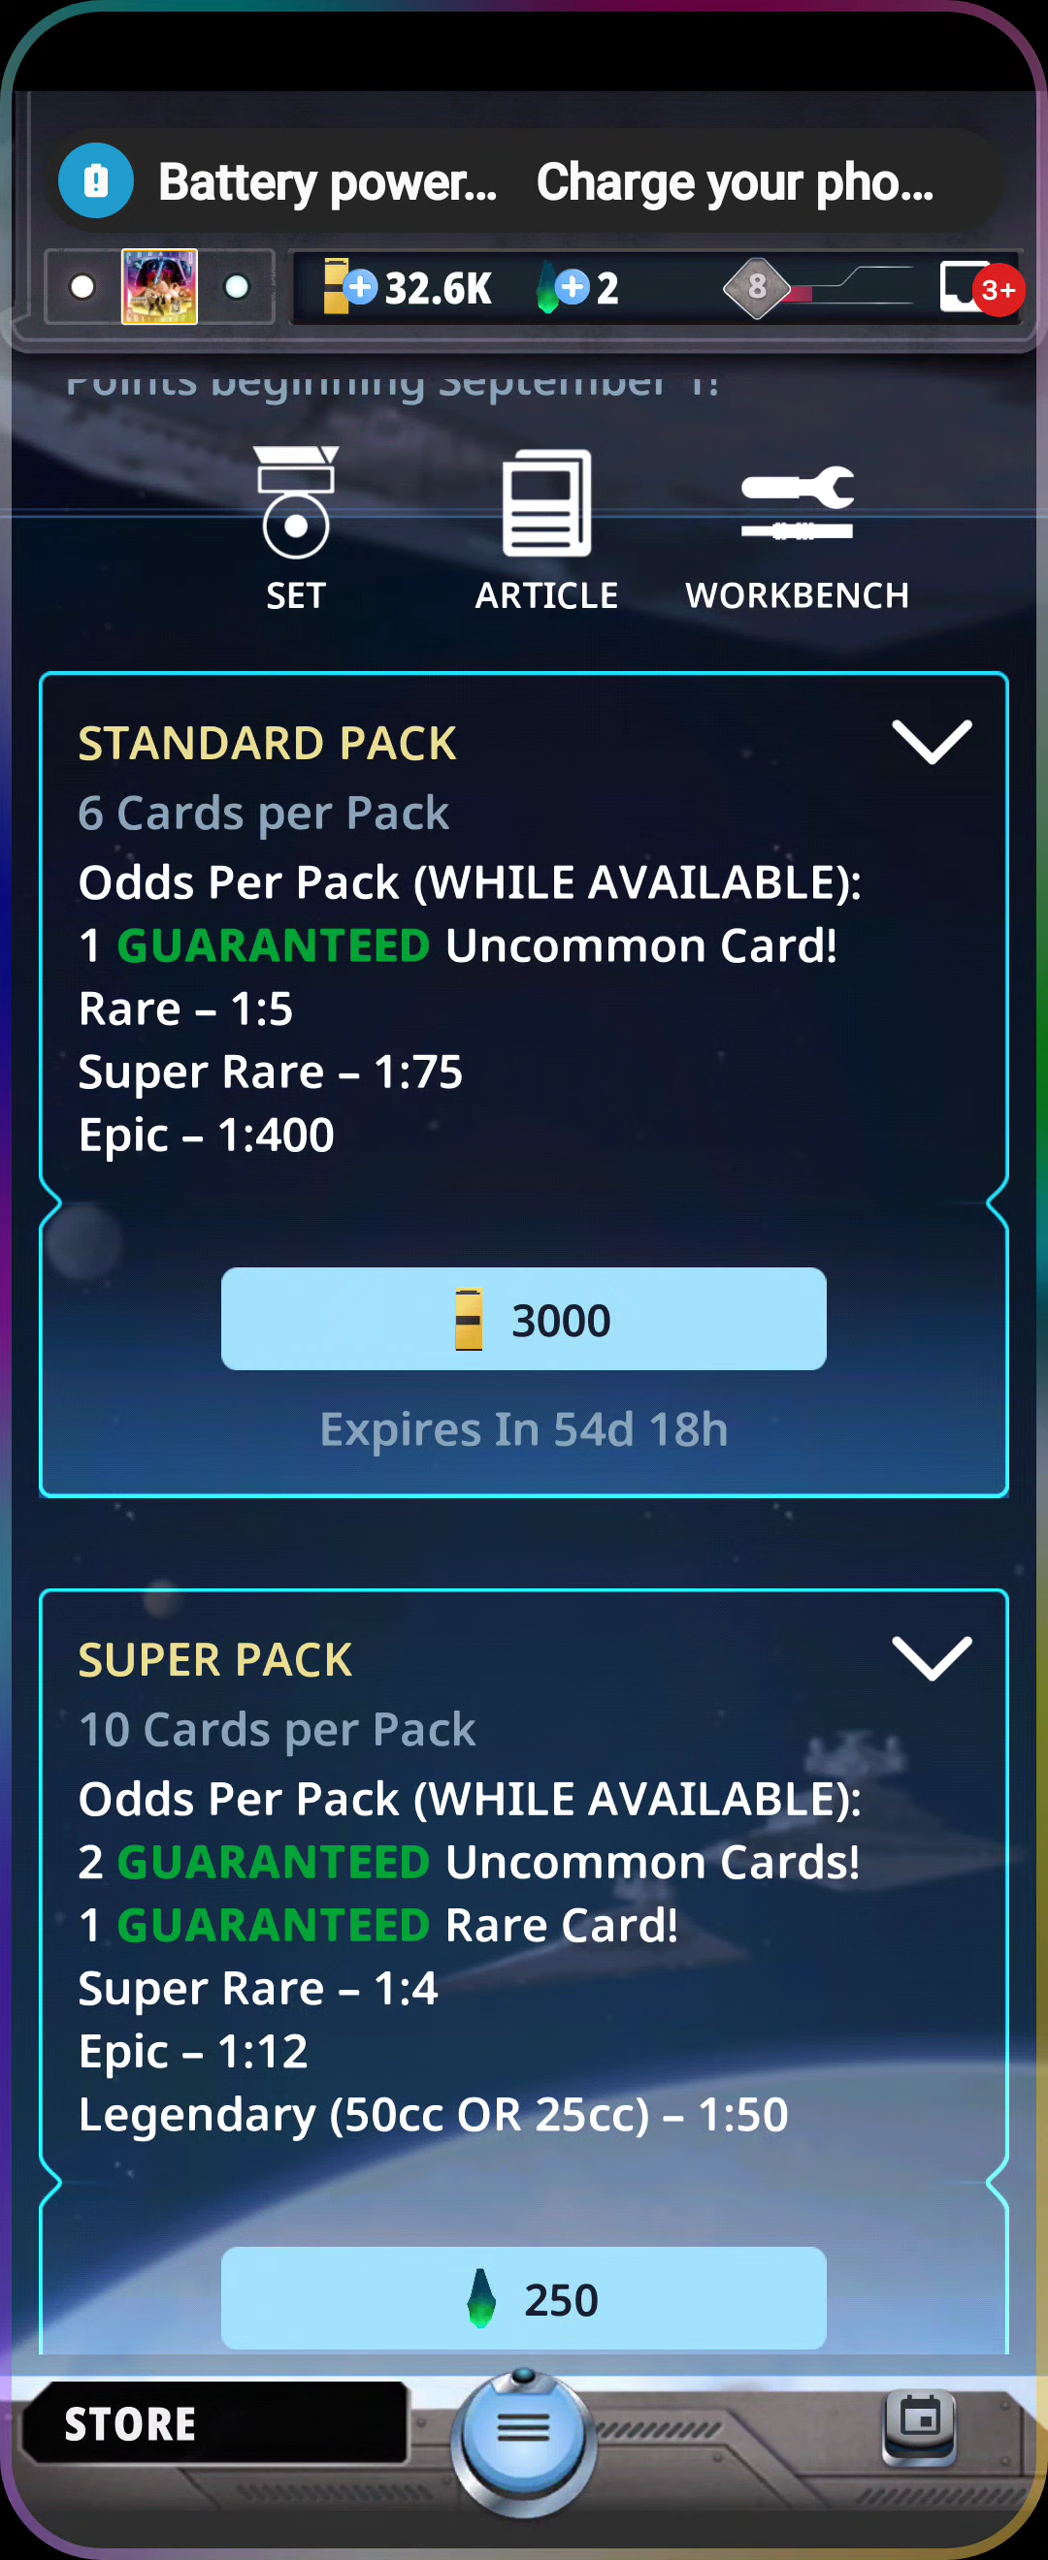 Battery power... Charge your pho...
32.6K 2 8 3+
Points beginning September 1!
SET ARTICLE WORKBENCH
STANDARD PACK
6 Cards per Pack
Odds Per Pack (WHILE AVAILABLE):
1 GUARANTEED Uncommon Card!
Rare – 1:5
Super Rare – 1:75
Epic – 1:400
3000
Expires In 54d 18h
SUPER PACK
10 Cards per Pack
Odds Per Pack (WHILE AVAILABLE):
2 GUARANTEED Uncommon Cards!
1 GUARANTEED Rare Card!
Super Rare – 1:4
Epic – 1:12
Legendary (50cc OR 25cc) – 1:50
250
STORE